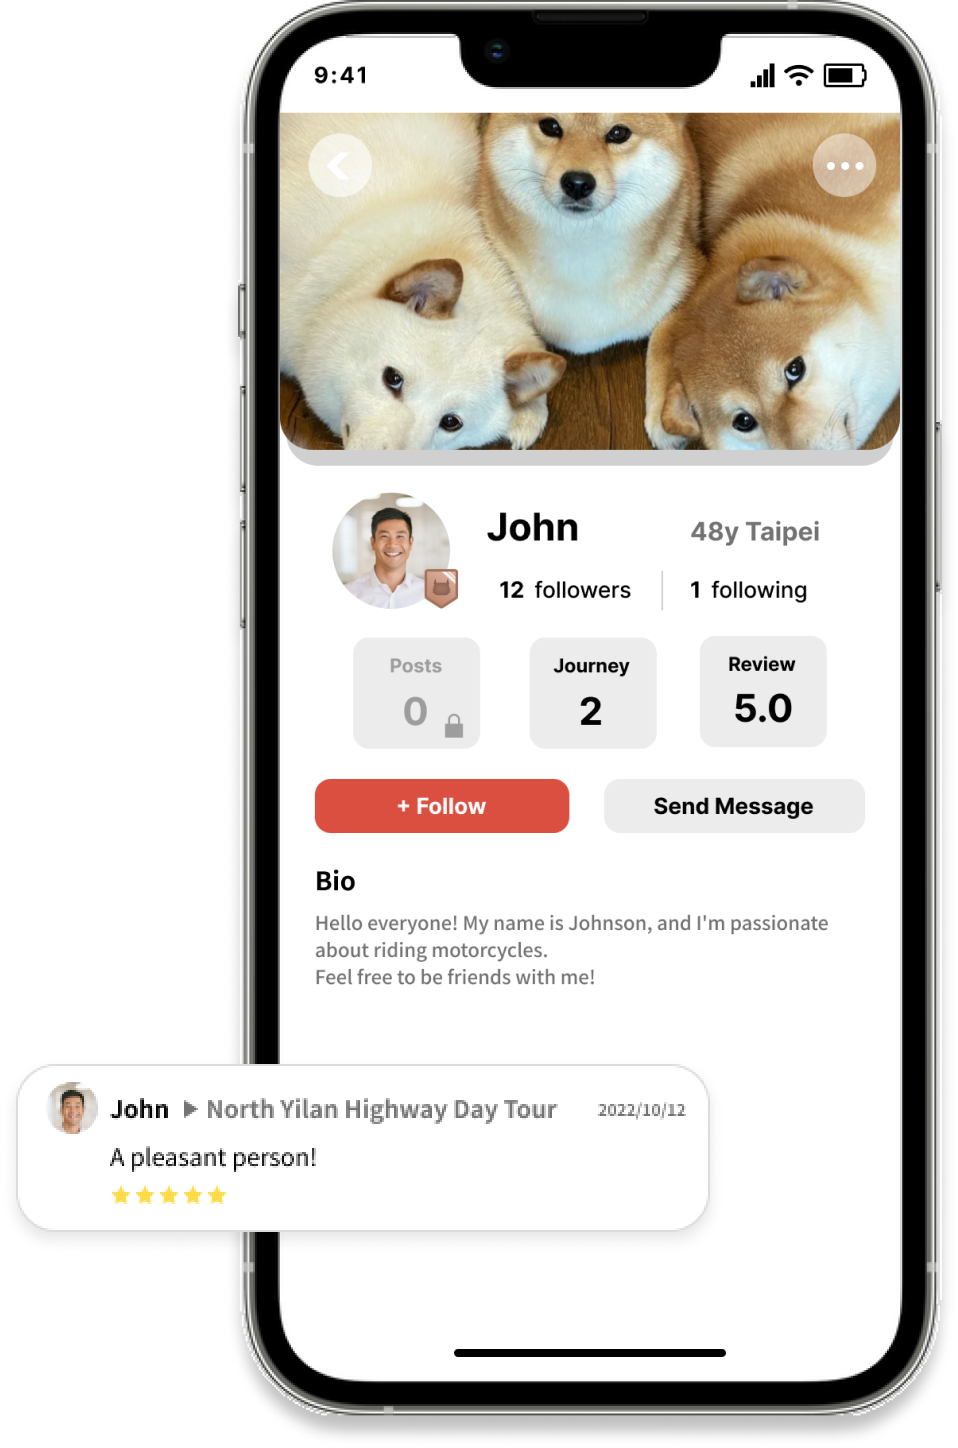 9:41
John
48y Taipei
12 followers
1 following
Posts
0
Journey
2
Review
5.0
+ Follow
Send Message
Bio
Hello everyone! My name is Johnson, and I'm passionate
about riding motorcycles.
Feel free to be friends with me!
John ▶ North Yilan Highway Day Tour 2022/10/12
A pleasant person!